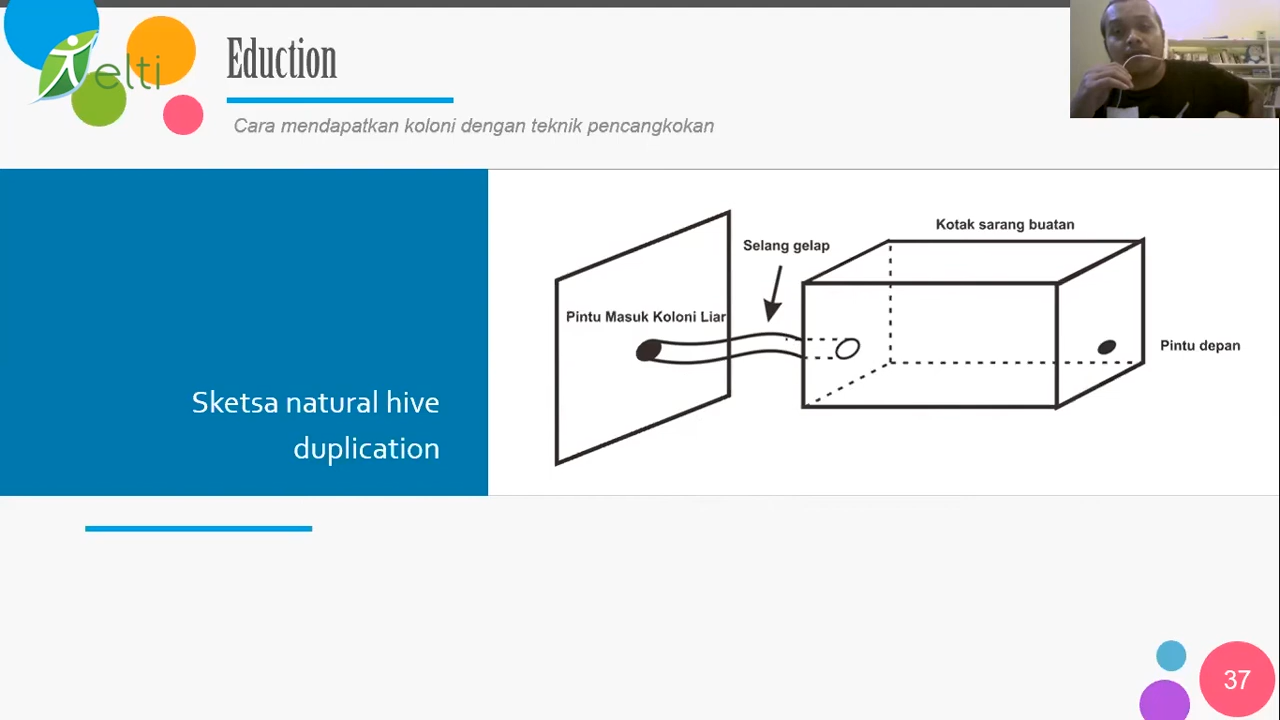 elti
Eduction
Cara mendapatkan koloni dengan teknik pencangkokan
Sketsa natural hive
duplication
Kotak sarang buatan
Selang gelap
Pintu Masuk Koloni Liar
Pintu depan
37